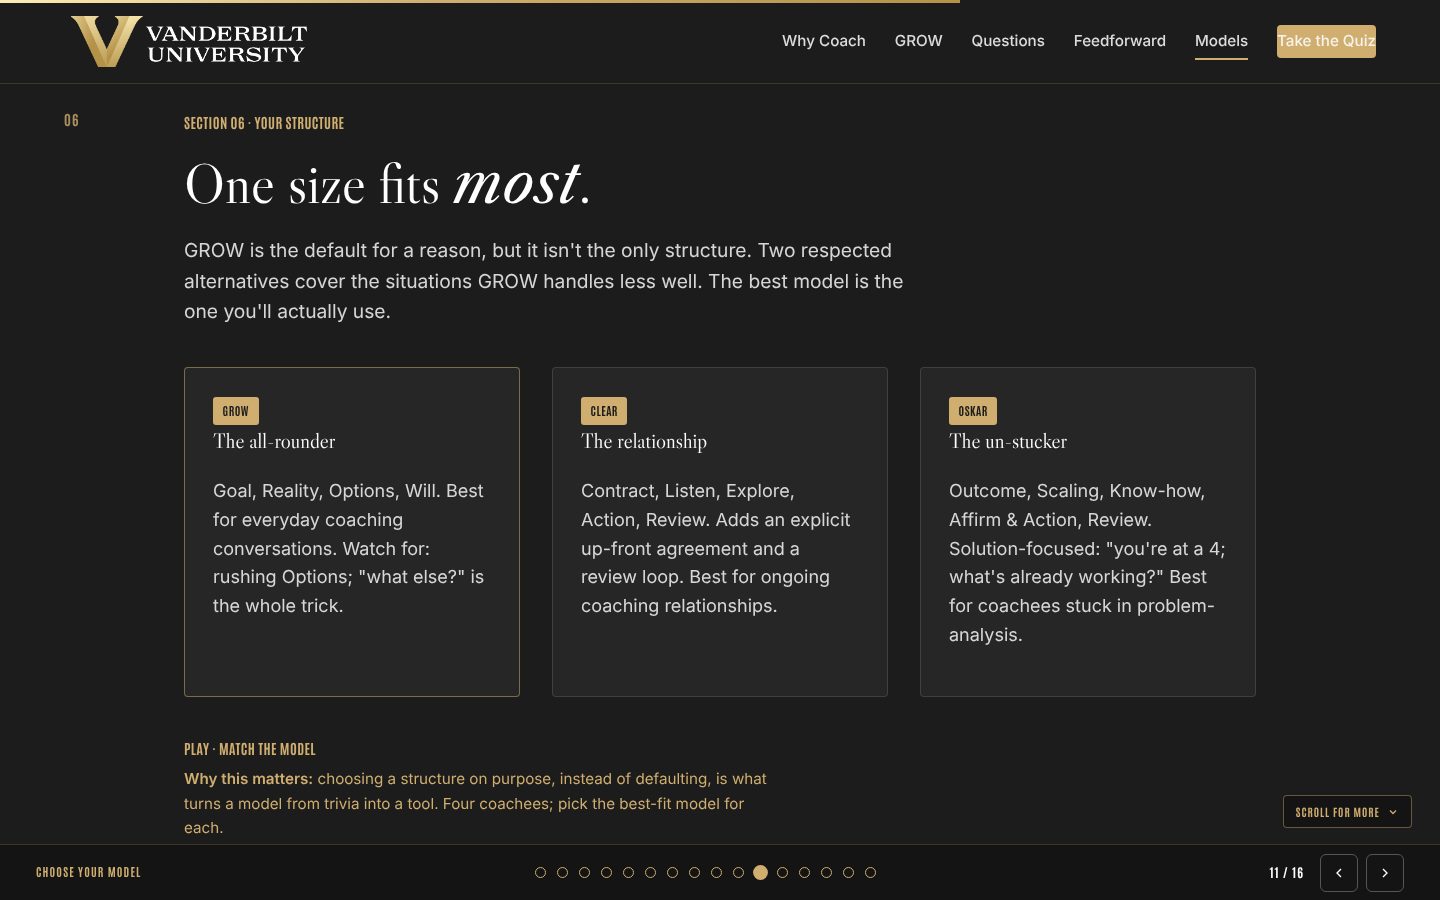 VANDERBILT
UNIVERSITY
Why Coach
GROW
Questions
Feedforward
Models
Take the Quiz
06
SECTION 06 · YOUR STRUCTURE
One size fits most.
GROW is the default for a reason, but it isn't the only structure. Two respected
alternatives cover the situations GROW handles less well. The best model is the
one you'll actually use.
GROW
The all-rounder
Goal, Reality, Options, Will. Best
for everyday coaching
conversations. Watch for:
rushing Options; "what else?" is
the whole trick.
CLEAR
The relationship
Contract, Listen, Explore,
Action, Review. Adds an explicit
up-front agreement and a
review loop. Best for ongoing
coaching relationships.
OSKAR
The un-stucker
Outcome, Scaling, Know-how,
Affirm & Action, Review.
Solution-focused: "you're at a 4;
what's already working?" Best
for coachees stuck in problem-
analysis.
PLAY · MATCH THE MODEL
Why this matters: choosing a structure on purpose, instead of defaulting, is what
turns a model from trivia into a tool. Four coachees; pick the best-fit model for
each.
SCROLL FOR MORE
CHOOSE YOUR MODEL
11 / 16